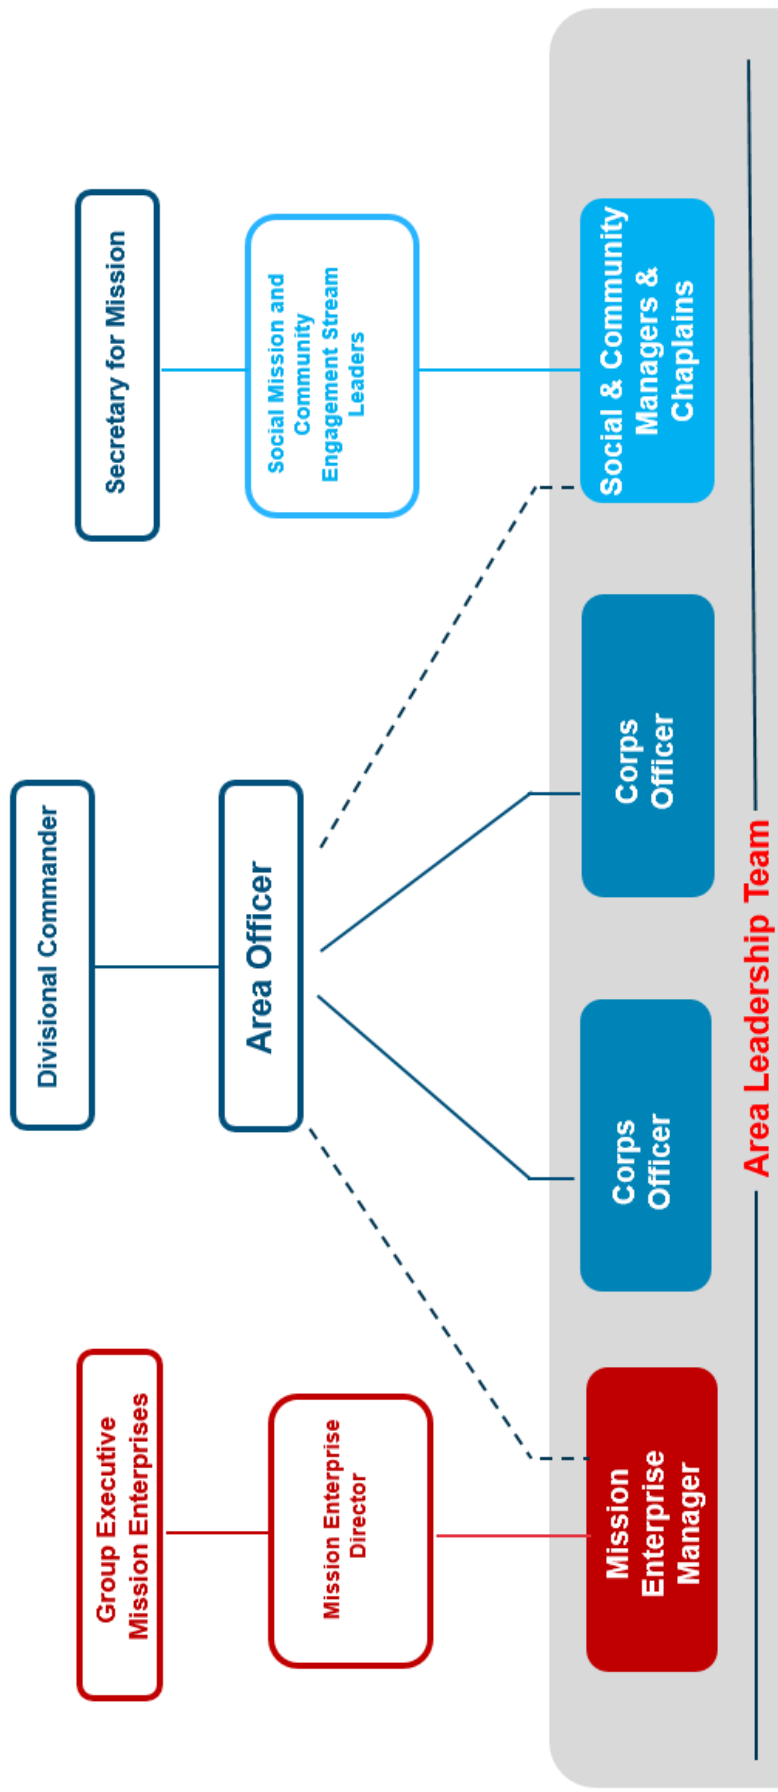 Divisional Commander
Group Executive
Mission Enterprises
Secretary for Mission
Area Officer
Mission Enterprise
Director
Social Mission and
Community
Engagement Stream
Leaders
Mission
Enterprise
Manager
Corps
Officer
Corps
Officer
Social & Community
Managers &
Chaplains
Area Leadership Team